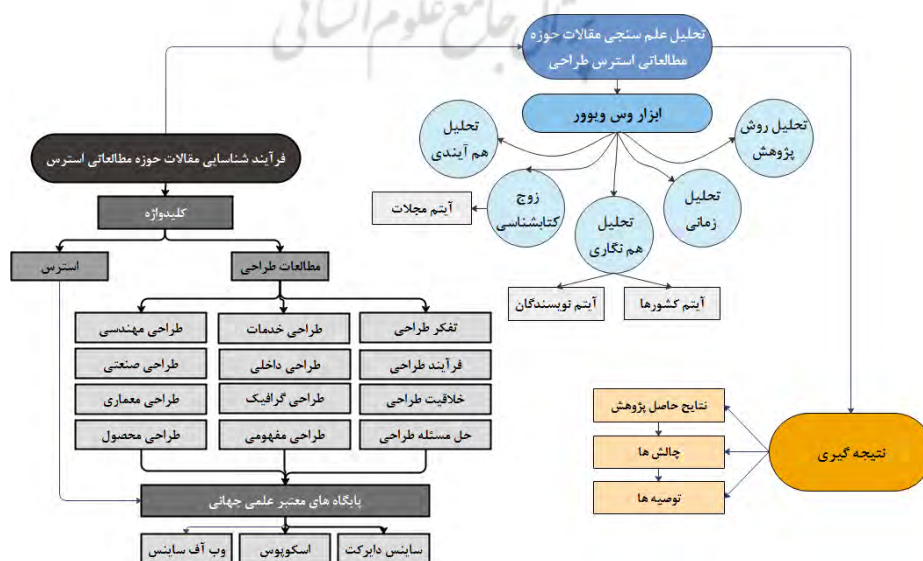 پرتال جامع علوم انسانی
تحلیل علم سنجی مقالات حوزه
مطالعاتی استرس طراحی
ابزار وس ویوور
تحلیل روش
پژوهش
تحلیل
زمانی
تحلیل
هم نگاری
زوج
کتابشناسی
تحلیل
هم آیندی
آیتم مجلات
آیتم کشورها
آیتم نویسندگان
فرآیند شناسایی مقالات حوزه مطالعاتی استرس
کلیدواژه
مطالعات طراحی
استرس
تفکر طراحی
طراحی خدمات
طراحی مهندسی
فرآیند طراحی
طراحی داخلی
طراحی صنعتی
خلاقیت طراحی
طراحی گرافیک
طراحی معماری
حل مسئله طراحی
طراحی مفهومی
طراحی محصول
پایگاه های معتبر علمی جهانی
ساینس دایرکت
اسکوپوس
وب آف ساینس
نتیجه گیری
نتایج حاصل پژوهش
چالش ها
توصیه ها